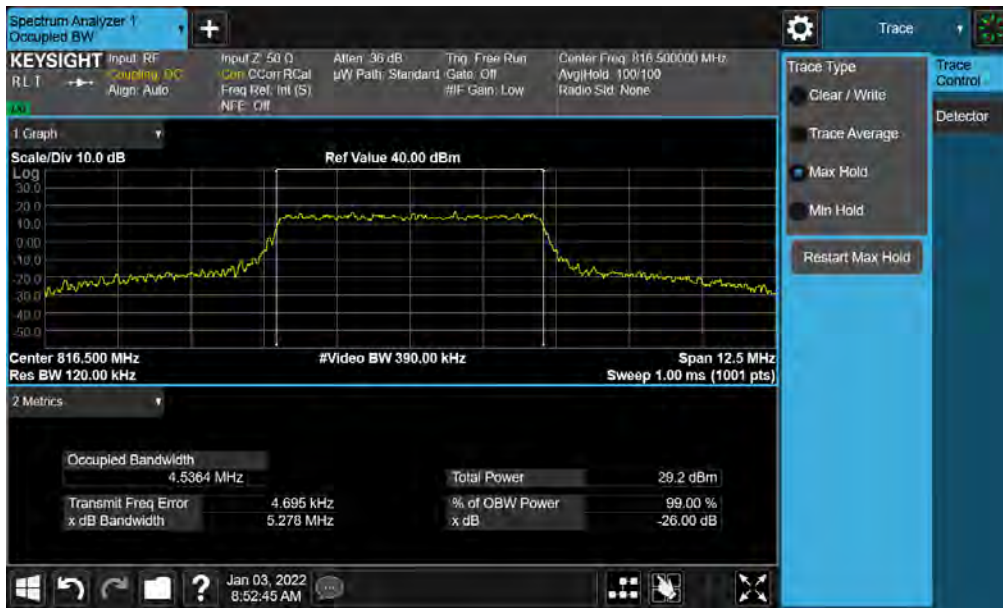 Spectrum Analyzer 1
Occupied BW
Trace
KEYSIGHT
RLT
Input: RF
Coupling: DC
Align: Auto
Input Z: 50 Ω
Corr CCorr RCal
Freq Ref: Int (S)
NFE: Off
Atten: 36 dB
µW Path: Standard
Trig: Free Run
Gate: Off
#IF Gain: Low
Center Freq: 816.500000 MHz
Avg|Hold: 100/100
Radio Std: None
1 Graph
Scale/Div 10.0 dB
Ref Value 40.00 dBm
Log
30.0
20.0
10.0
0.00
-10.0
-20.0
-30.0
-40.0
-50.0
Center 816.500 MHz
#Video BW 390.00 kHz
Span 12.5 MHz
Res BW 120.00 kHz
Sweep 1.00 ms (1001 pts)
2 Metrics
Occupied Bandwidth
4.5364 MHz
Total Power
29.2 dBm
Transmit Freq Error
4.695 kHz
% of OBW Power
99.00 %
x dB Bandwidth
5.278 MHz
x dB
-26.00 dB
Jan 03, 2022
8:52:45 AM
Trace Type
Clear / Write
Trace Average
Max Hold
Min Hold
Restart Max Hold
Trace
Control
Detector